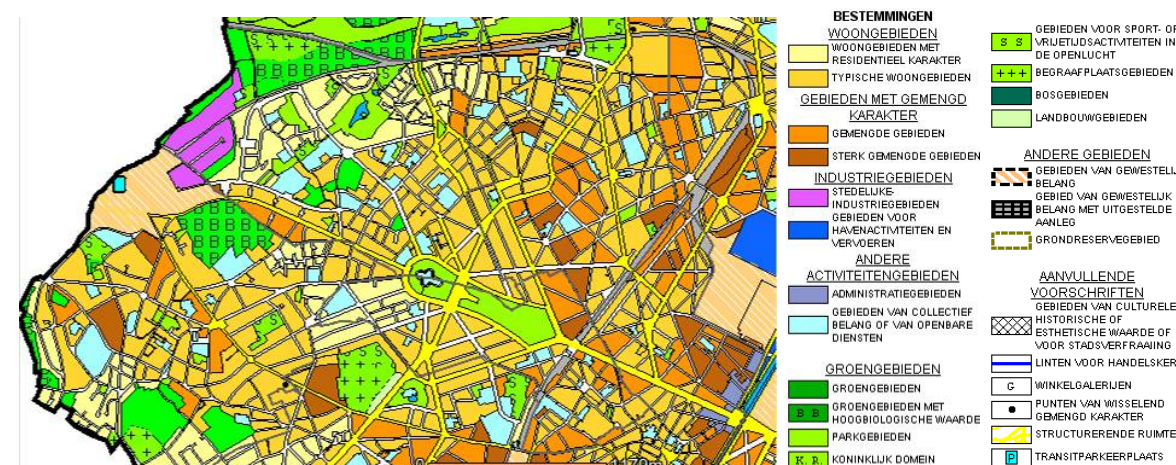 BESTEMMINGEN
WOONGEBIEDEN
WOONGEBIEDEN MET
RESIDENTIEEL KARAKTER
TYPISCHE WOONGEBIEDEN
GEBIEDEN MET GEMENGD
KARAKTER
GEMENGDE GEBIEDEN
STERK GEMENGDE GEBIEDEN
INDUSTRIEGEBIEDEN
STEDELIJKE-
INDUSTRIEGEBIEDEN
GEBIEDEN VOOR
HAVENACTIVITEITEN EN
VERVOEREN
ANDERE
ACTIVITEITENGEBIEDEN
ADMINISTRATIEGEBIEDEN
GEBIEDEN VAN COLLECTIEF
BELANG OF VAN OPENBARE
DIENSTEN
GROENGEBIEDEN
GROENGEBIEDEN
B B
GROENGEBIEDEN MET
HOOGBIOLOGISCHE WAARDE
PARKGEBIEDEN
K. R.
KONINKLIJK DOMEIN
GEBIEDEN VOOR SPORT- OF
S S
VRIJETIJDSACTIVITEITEN IN
DE OPENLUCHT
BEGRAAFPLAATSGEBIEDEN
BOSGEBIEDEN
LANDBOUWGEBIEDEN
ANDERE GEBIEDEN
GEBIEDEN VAN GEWESTELIJ
BELANG
GEBIED VAN GEWESTELIJK
BELANG MET UITGESTELDE
AANLEG
GRONDRESERVEGEBIED
AANVULLENDE
VOORSCHRIFTEN
GEBIEDEN VAN CULTURELE
HISTORISCHE OF
ESTHETISCHE WAARDE OF
VOOR STADSVERFRAAIING
LINTEN VOOR HANDELSKER
G
WINKELGALERIJEN
PUNTEN VAN WISSELEND
GEMENGD KARAKTER
STRUCTURERENDE RUIMTE
P
TRANSITPARKEERPLAATS